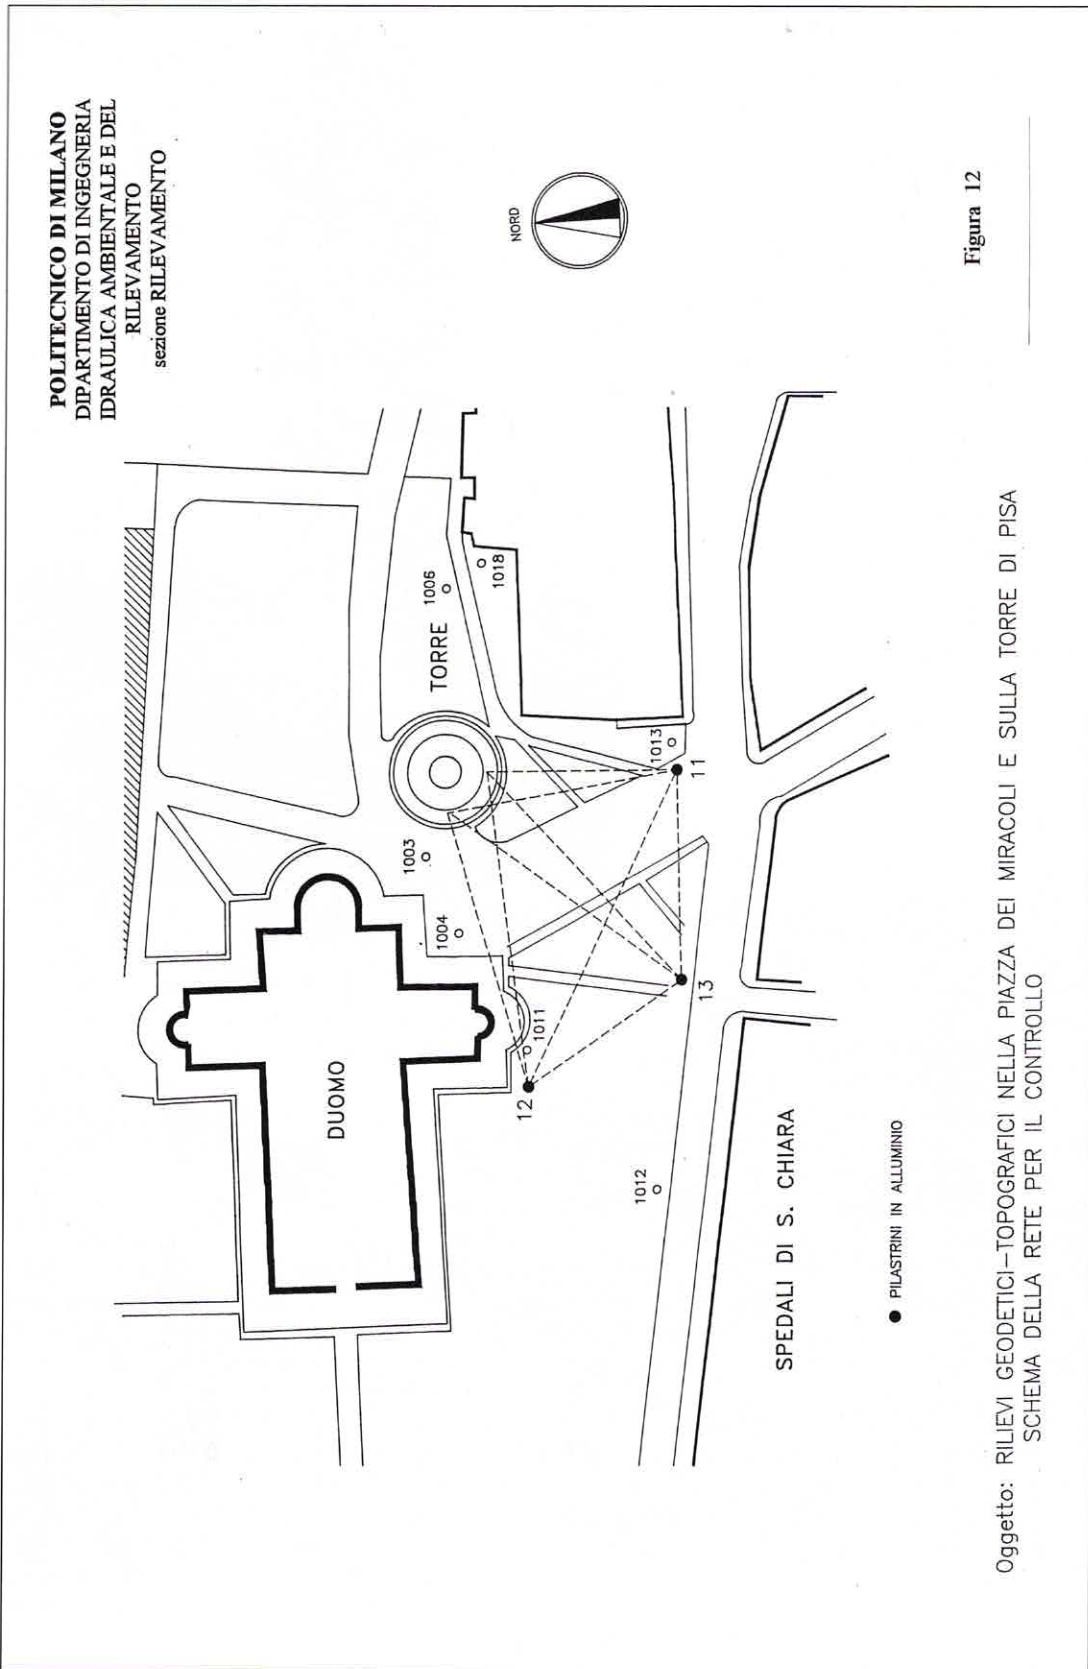 POLITECNICO DI MILANO
DIPARTIMENTO DI INGEGNERIA
IDRAULICA AMBIENTALE E DEL
RILEVAMENTO
sezione RILEVAMENTO
NORD
DUOMO
TORRE
1003
1004
1006
1018
1011
1012
1013
11
12
13
SPEDALI DI S. CHIARA
PILASTRINI IN ALLUMINIO
Figura 12
Oggetto: RILIEVI GEODETICI-TOPOGRAFICI NELLA PIAZZA DEI MIRACOLI E SULLA TORRE DI PISA
SCHEMA DELLA RETE PER IL CONTROLLO